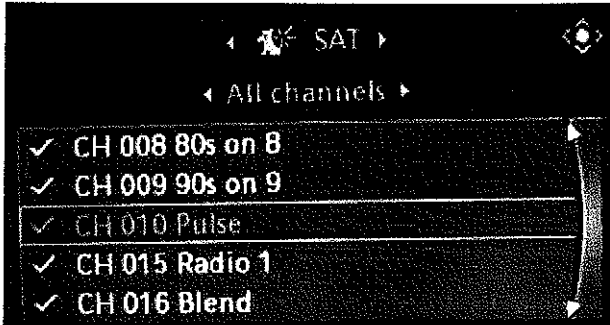 SAT
All channels
CH 008 80s on 8
CH 009 90s on 9
CH 010 Pulse
CH 015 Radio 1
CH 016 Blend